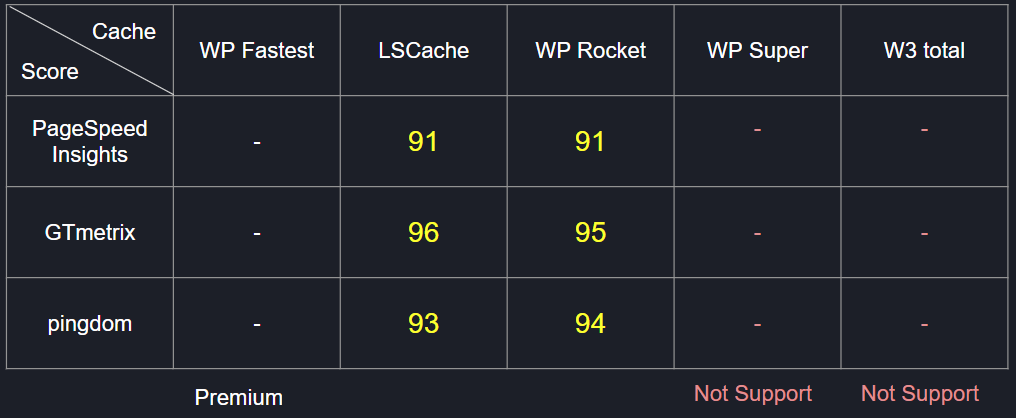 Cache
Score
WP Fastest
LSCache
WP Rocket
WP Super
W3 total
PageSpeed
Insights
-
91
91
-
-
GTmetrix
-
96
95
-
-
pingdom
-
93
94
-
-
Premium
Not Support
Not Support